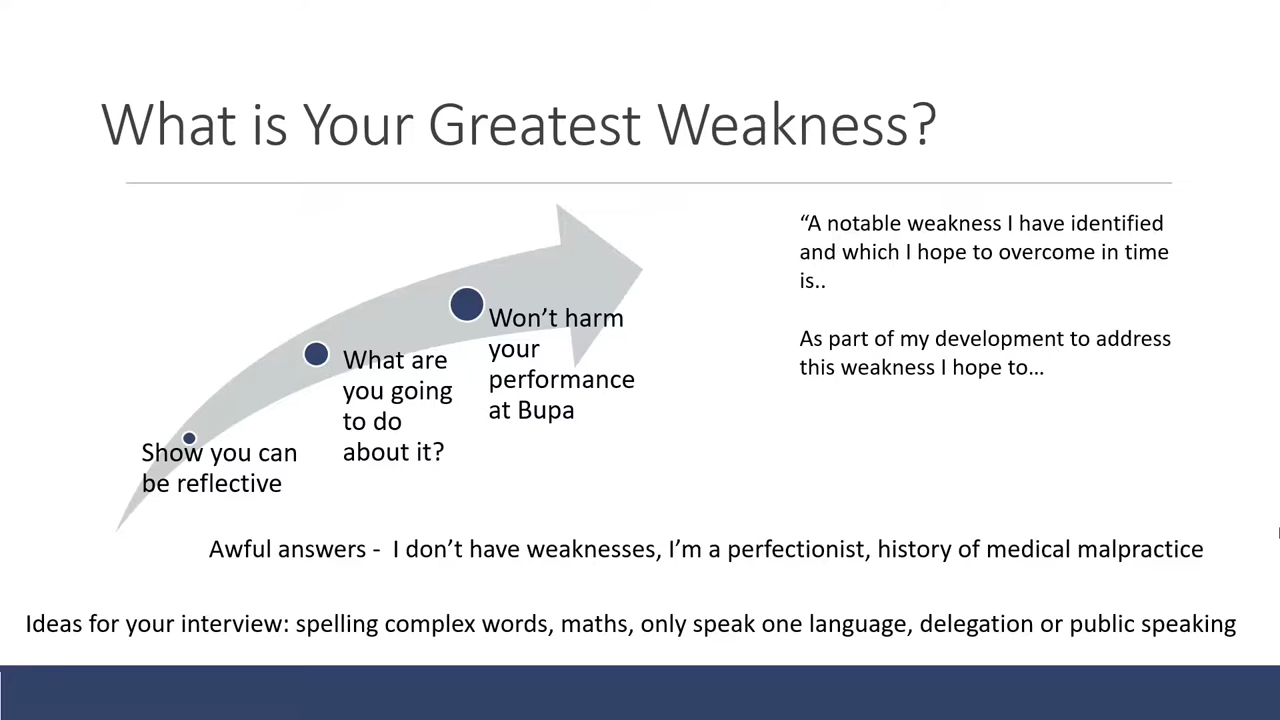 What is Your Greatest Weakness?
Show you can
be reflective
What are
you going
to do
about it?
Won’t harm
your
performance
at Bupa
“A notable weakness I have identified
and which I hope to overcome in time
is..
As part of my development to address
this weakness I hope to…
Awful answers - I don’t have weaknesses, I’m a perfectionist, history of medical malpractice
Ideas for your interview: spelling complex words, maths, only speak one language, delegation or public speaking